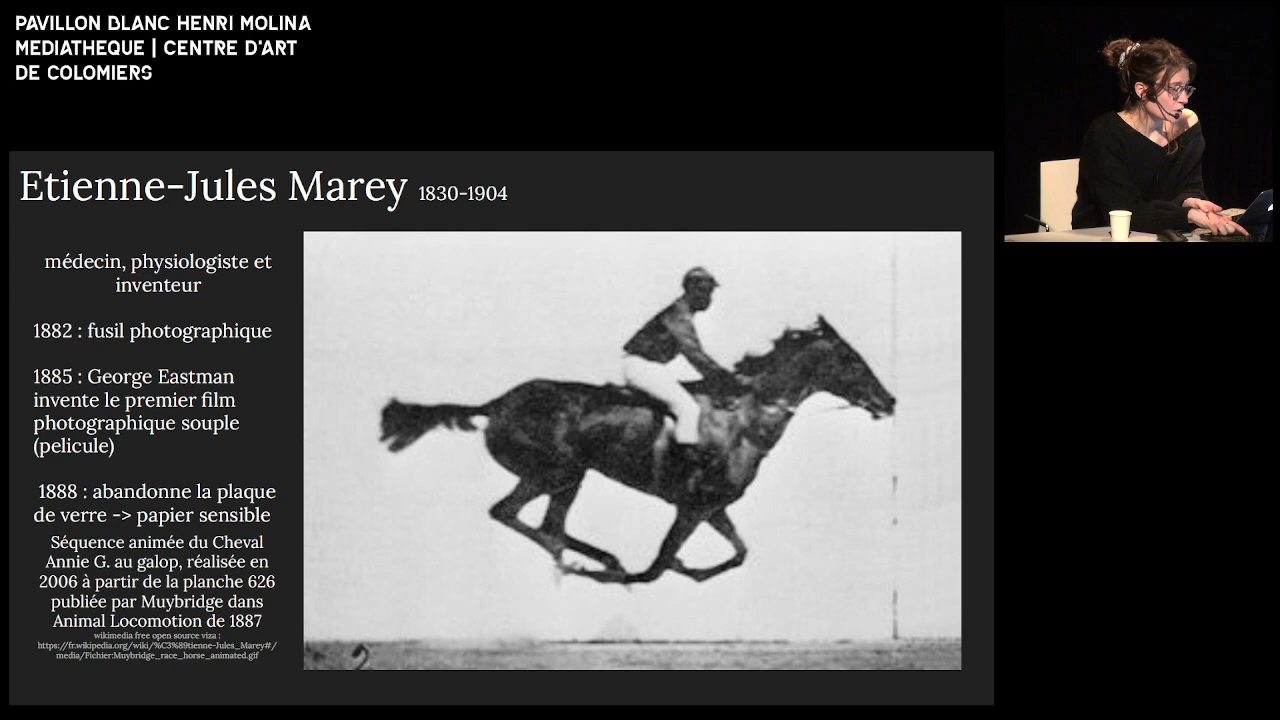 PAVILLON BLANC HENRI MOLINA
MEDIATHEQUE | CENTRE D'ART
DE COLOMIERS
Etienne-Jules Marey 1830-1904
médecin, physiologiste et
inventeur
1882 : fusil photographique
1885 : George Eastman
invente le premier film
photographique souple
(pelicule)
1888 : abandonne la plaque
de verre -> papier sensible
Séquence animée du Cheval
Annie G. au galop, réalisée en
2006 à partir de la planche 626
publiée par Muybridge dans
Animal Locomotion de 1887
wikimedia free open source viza :
https://fr.wikipedia.org/wiki/%C3%89tienne-Jules_Marey#/
media/Fichier:Muybridge_race_horse_animated.gif